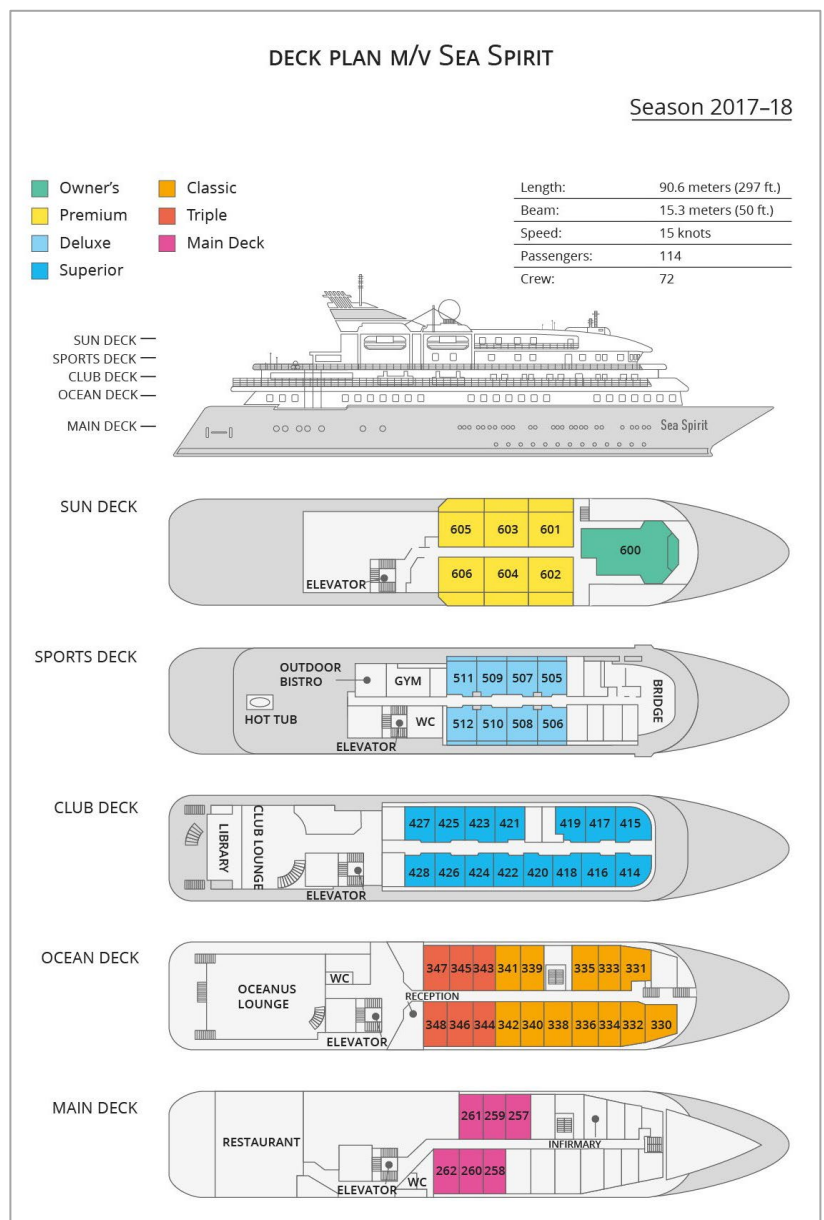 DECK PLAN M/V SEA SPIRIT
Season 2017–18
Owner's
Premium
Deluxe
Superior
Classic
Triple
Main Deck
Length: 90.6 meters (297 ft.)
Beam: 15.3 meters (50 ft.)
Speed: 15 knots
Passengers: 114
Crew: 72
SUN DECK
SPORTS DECK
CLUB DECK
OCEAN DECK
MAIN DECK
Sea Spirit
SUN DECK
605 603 601
600
606 604 602
ELEVATOR
SPORTS DECK
OUTDOOR
BISTRO
GYM
511 509 507 505
HOT TUB
WC
512 510 508 506
ELEVATOR
BRIDGE
CLUB DECK
LIBRARY
CLUB LOUNGE
427 425 423 421 419 417 415
428 426 424 422 420 418 416 414
ELEVATOR
OCEAN DECK
OCEANUS
LOUNGE
WC
347 345 343 341 339 335 333 331
RECEPTION
348 346 344 342 340 338 336 334 332 330
ELEVATOR
MAIN DECK
RESTAURANT
261 259 257
INFIRMARY
262 260 258
WC
ELEVATOR